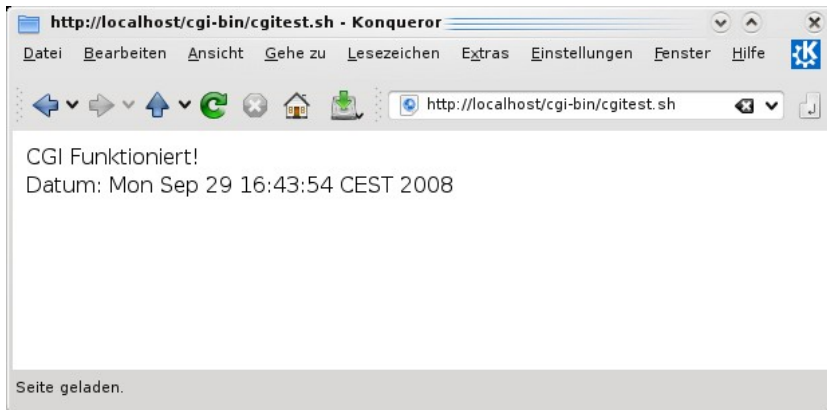 http://localhost/cgi-bin/cgitest.sh - Konqueror
Datei Bearbeiten Ansicht Gehe zu Lesezeichen Extras Einstellungen Fenster Hilfe
http://localhost/cgi-bin/cgitest.sh
CGI Funktioniert!
Datum: Mon Sep 29 16:43:54 CEST 2008
Seite geladen.